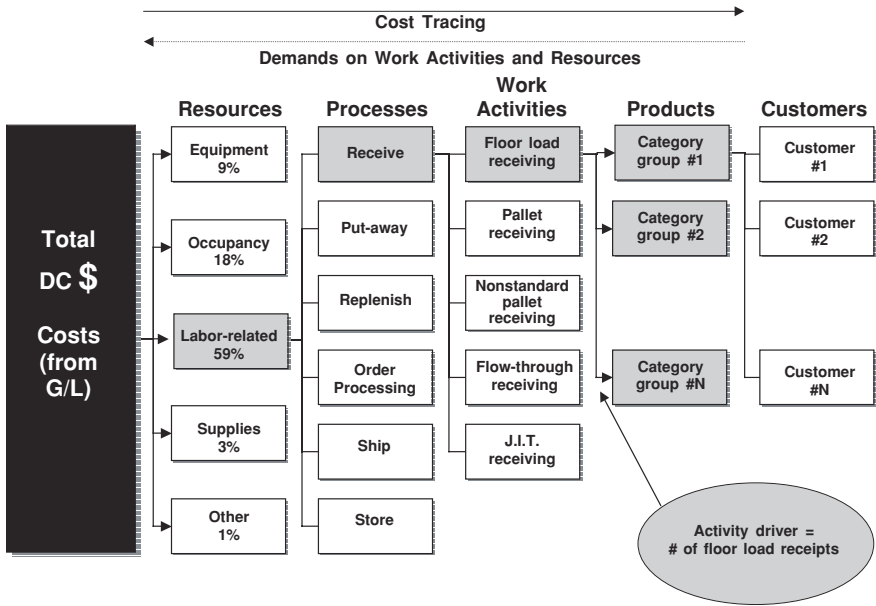 Cost Tracing
Demands on Work Activities and Resources
Resources
Processes
Work
Activities
Products
Customers
Total
DC $
Costs
(from
G/L)
Equipment
9%
Occupancy
18%
Labor-related
59%
Supplies
3%
Other
1%
Receive
Put-away
Replenish
Order
Processing
Ship
Store
Floor load
receiving
Pallet
receiving
Nonstandard
pallet
receiving
Flow-through
receiving
J.I.T.
receiving
Category
group #1
Category
group #2
Category
group #N
Customer
#1
Customer
#2
Customer
#N
Activity driver =
# of floor load receipts